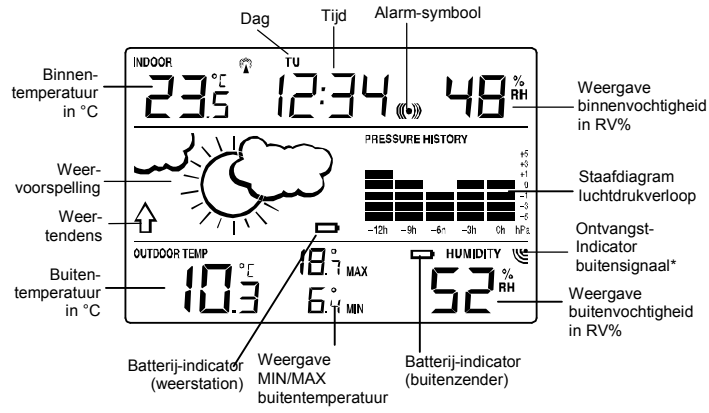 Dag
Tijd
Alarm-symbool
Binnen-
temperatuur
in °C
INDOOR
23.5 °C
TU
12:34
48 % RH
Weergave
binnenvochtigheid
in RV%
Weer-
voorspelling
PRESSURE HISTORY
+5
+3
+1
0
-1
-3
-5
-12h -9h -6h -3h 0h hPa
Staafdiagram
luchtdrukverloop
Weer-
tendens
Ontvangst-
Indicator
buitensignaal*
Buiten-
temperatuur
in °C
OUTDOOR TEMP
10.3 °C
18.7° MAX
6.4° MIN
HUMIDITY
52 % RH
Weergave
buitenvochtigheid
in RV%
Batterij-indicator
(weerstation)
Weergave
MIN/MAX
buitentemperatuur
Batterij-indicator
(buitenzender)